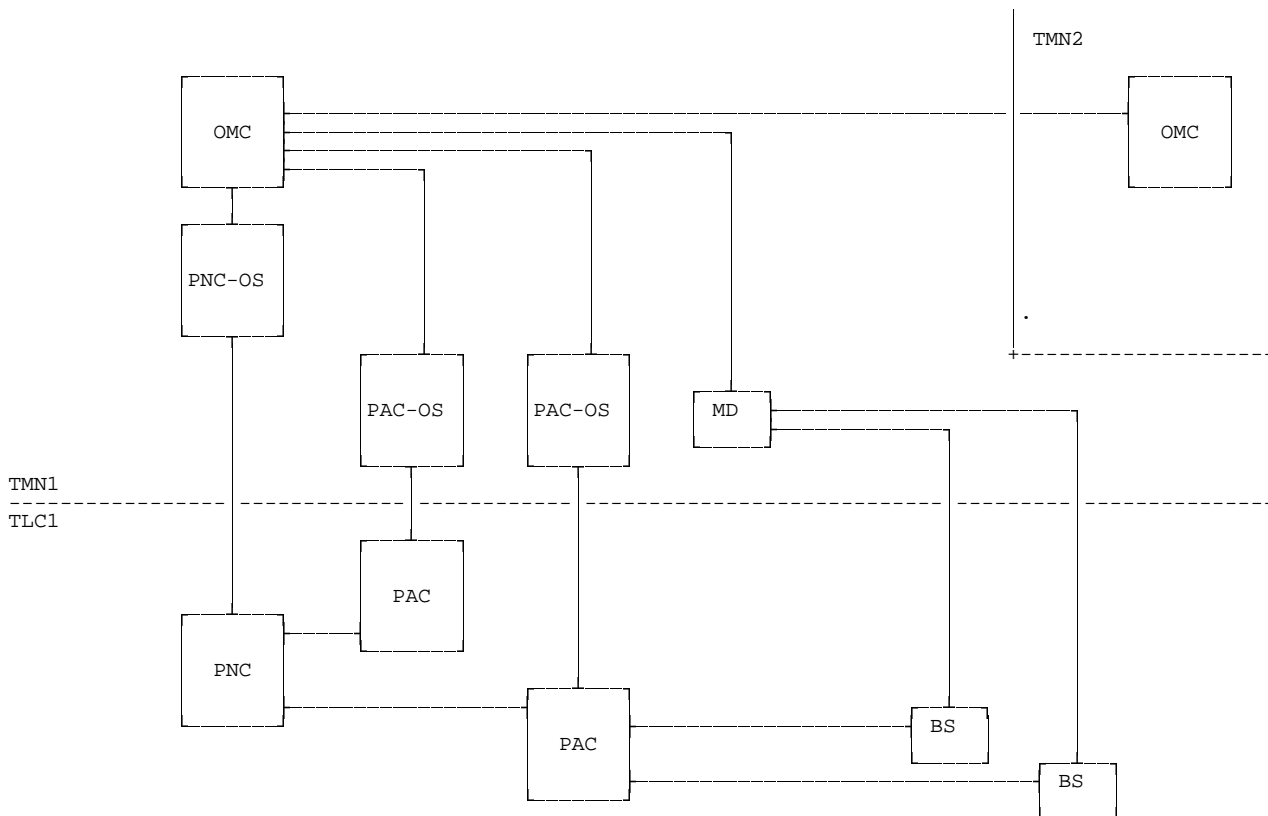 TMN2
OMC
OMC
PNC-OS
PAC-OS
PAC-OS
MD
TMN1
TLC1
PAC
PNC
PAC
BS
BS